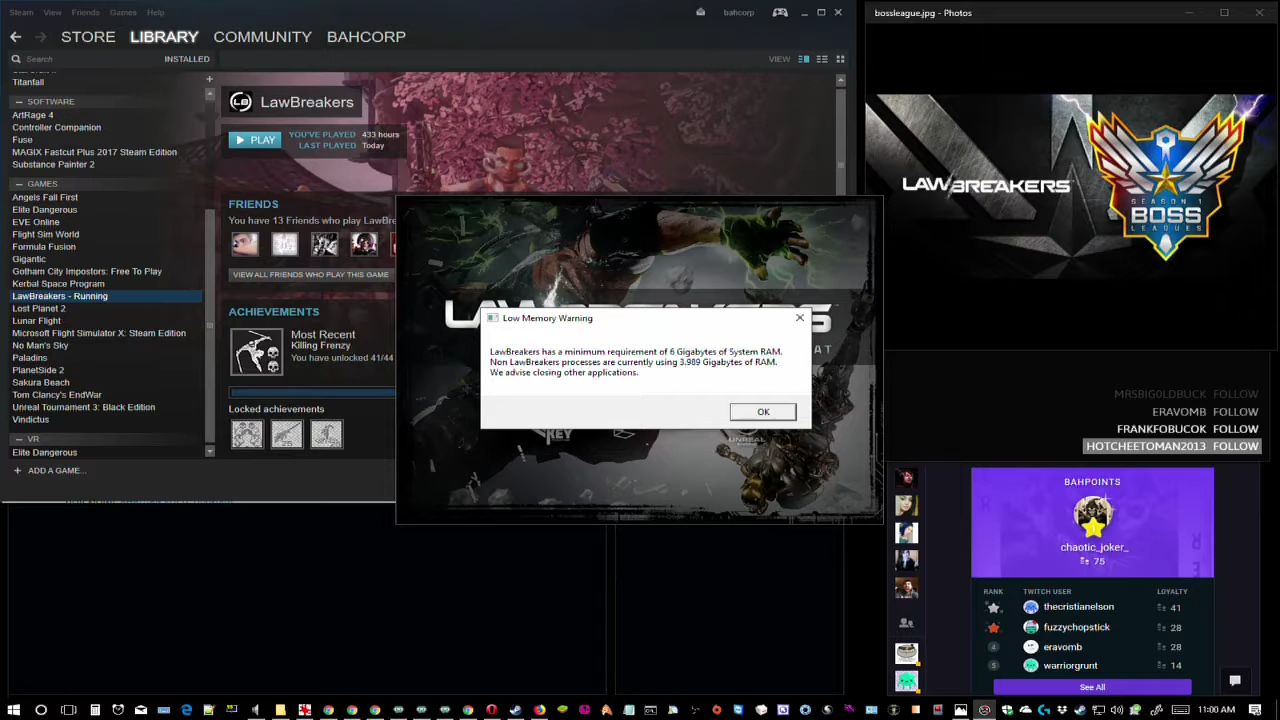 Steam View Friends Games Help
bahcorp
STORE LIBRARY COMMUNITY BAHCORP
Search INSTALLED
VIEW
Titanfall
SOFTWARE
ArtRage 4
Controller Companion
Fuse
MAGIX Fastcut Plus 2017 Steam Edition
Substance Painter 2
GAMES
Angels Fall First
Elite Dangerous
EVE Online
Flight Sim World
Formula Fusion
Gigantic
Gotham City Impostors: Free To Play
Kerbal Space Program
LawBreakers - Running
Lost Planet 2
Lunar Flight
Microsoft Flight Simulator X: Steam Edition
No Man's Sky
Paladins
PlanetSide 2
Sakura Beach
Tom Clancy's EndWar
Unreal Tournament 3: Black Edition
Vindictus
VR
Elite Dangerous
+ ADD A GAME...
LB LawBreakers
PLAY
YOU'VE PLAYED 433 hours
LAST PLAYED Today
FRIENDS
You have 13 Friends who play LawBre
VIEW ALL FRIENDS WHO PLAY THIS GAME
ACHIEVEMENTS
Most Recent
Killing Frenzy
You have unlocked 41/44
Locked achievements
25
Low Memory Warning
LawBreakers has a minimum requirement of 6 Gigabytes of System RAM.
Non LawBreakers processes are currently using 3.989 Gigabytes of RAM.
We advise closing other applications.
OK
KEY
UNREAL
bossleague.jpg - Photos
LAWBREAKERS
SEASON 1
BOSS
LEAGUES
MRSBIG0LDBUCK FOLLOW
ERAVOMB FOLLOW
FRANKFOBUCOK FOLLOW
HOTCHEETOMAN2013 FOLLOW
BAHPOINTS
1
chaotic_joker_
75
RANK TWITCH USER LOYALTY
thecristianelson 41
fuzzychopstick 28
4 eravomb 28
5 warriorgrunt 14
See All
11:00 AM